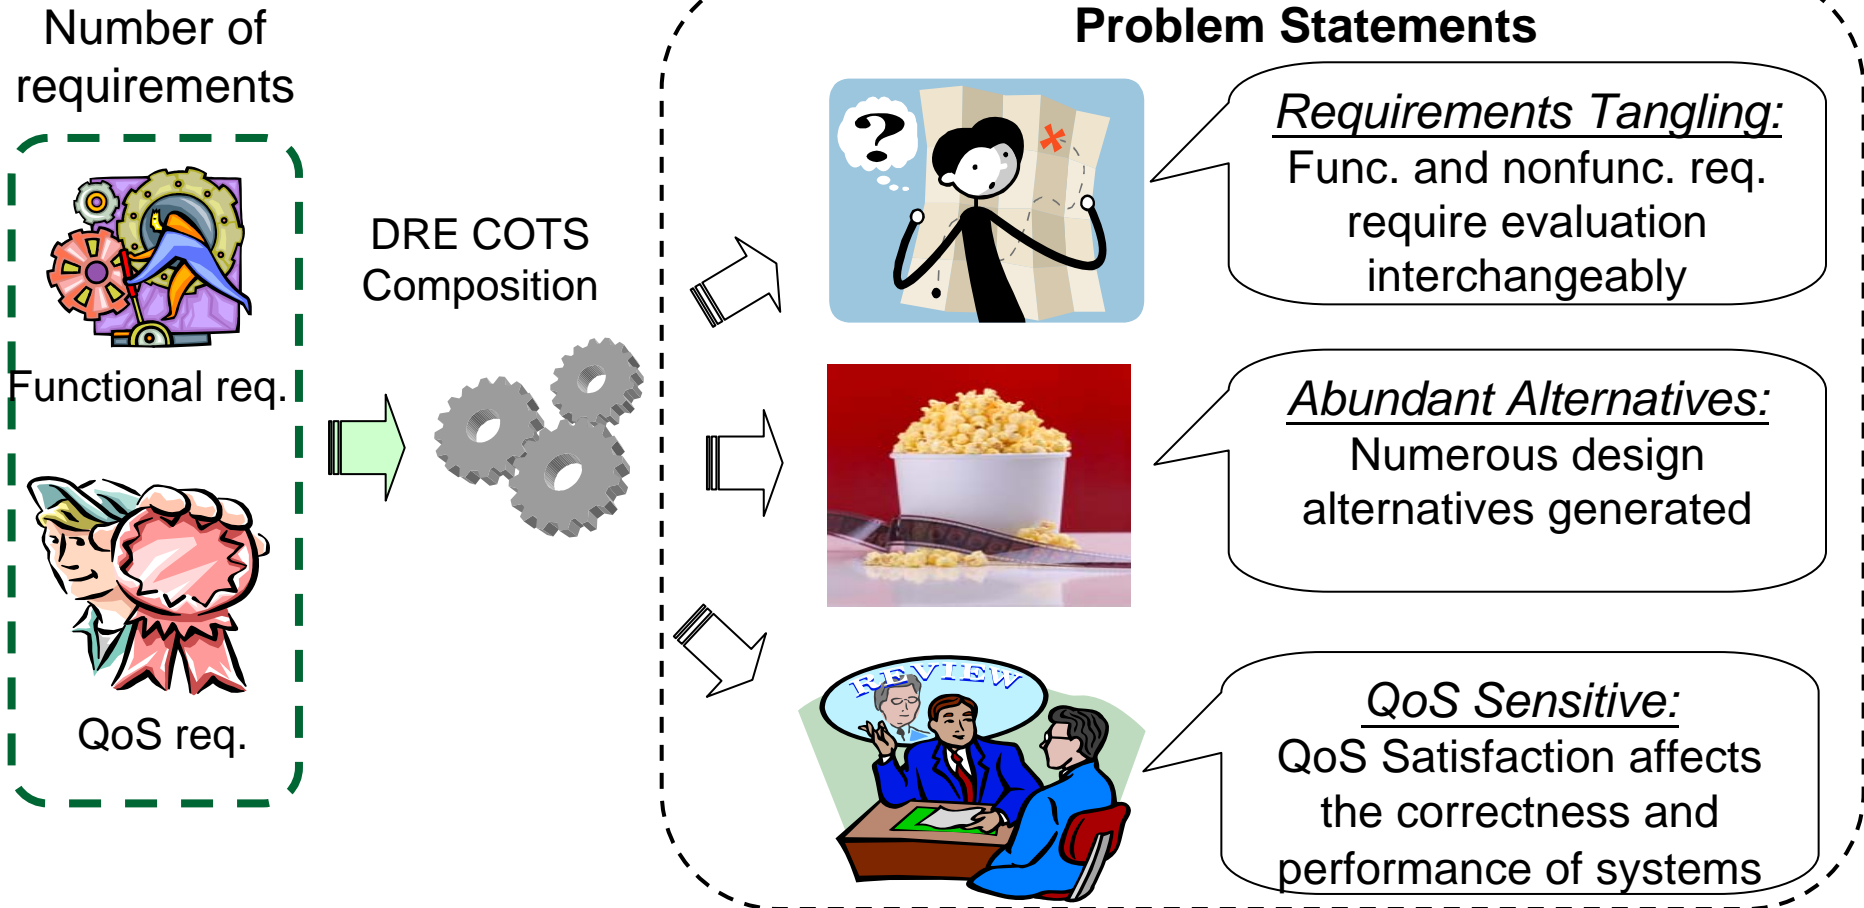 Number of
requirements
Functional req.
QoS req.
DRE COTS
Composition
Problem Statements
?
Requirements Tangling:
Func. and nonfunc. req.
require evaluation
interchangeably
Abundant Alternatives:
Numerous design
alternatives generated
REVIEW
QoS Sensitive:
QoS Satisfaction affects
the correctness and
performance of systems